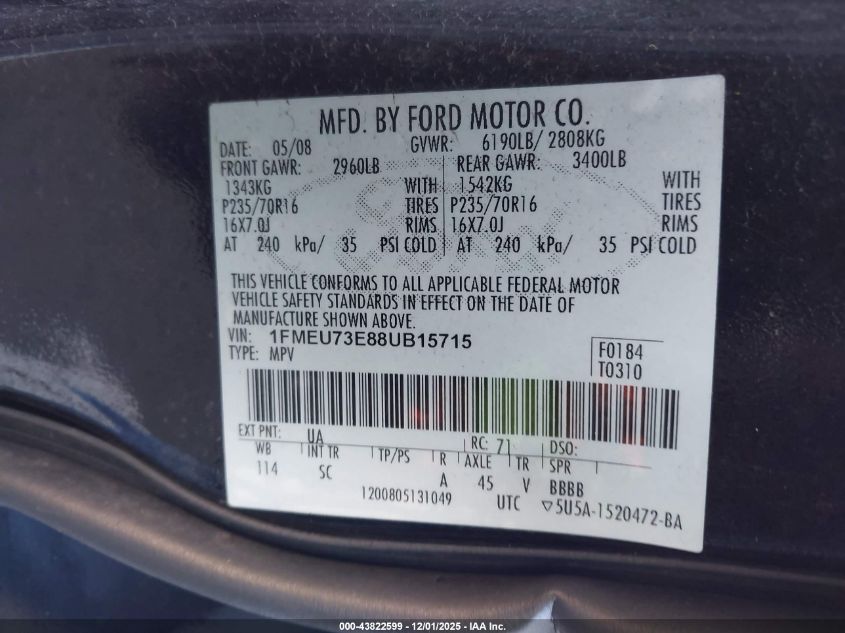 MFD. BY FORD MOTOR CO.
DATE: 05/08 GVWR: 6190LB/ 2808KG
FRONT GAWR: 2960LB REAR GAWR: 3400LB
1343KG WITH 1542KG WITH
P235/70R16 TIRES P235/70R16 TIRES
16X7.0J RIMS 16X7.0J RIMS
AT 240 kPa/ 35 PSI COLD AT 240 kPa/ 35 PSI COLD
THIS VEHICLE CONFORMS TO ALL APPLICABLE FEDERAL MOTOR
VEHICLE SAFETY STANDARDS IN EFFECT ON THE DATE OF
MANUFACTURE SHOWN ABOVE.
VIN: 1FMEU73E88UB15715
TYPE: MPV
F0184
T0310
EXT PNT: UA RC: 71 DSO:
WB INT TR TP/PS R AXLE TR SPR
114 SC A 45 V BBBB
1200805131049 UTC ▽5U5A-1520472-BA
000-43822599 - 12/01/2025 - IAA Inc.